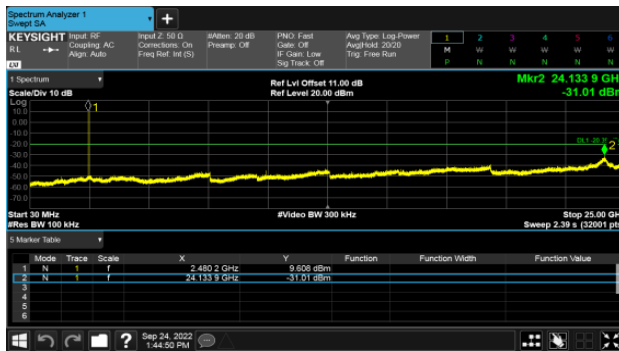 Spectrum Analyzer 1
Swept SA
+
KEYSIGHT Input: RF Input Z: 50 Ω #Atten: 20 dB PNO: Fast Avg Type: Log-Power 1 2 3 4 5 6
RL Coupling: AC Corrections: On Preamp: Off Gate: Off Avg|Hold: 20/20 M W W W W W
Align: Auto Freq Ref: Int (S) IF Gain: Low Trig: Free Run
LXI Sig Track: Off P N N N N N
1 Spectrum Ref Lvl Offset 11.00 dB Mkr2 24.133 9 GH
Scale/Div 10 dB Ref Level 20.00 dBm -31.01 dBr
Log
10.0 1
0.00
-10.0
-20.0 2
-30.0
-40.0
-50.0
-60.0
-70.0
Start 30 MHz #Video BW 300 kHz Stop 25.00 GH
#Res BW 100 kHz Sweep 2.39 s (32001 pts
5 Marker Table
Mode Trace Scale X Y Function Function Width Function Value
1 N 1 f 2.480 2 GHz 9.608 dBm
2 N 1 f 24.133 9 GHz -31.01 dBm
3
4
5
6
? Sep 24, 2022
1:44:50 PM